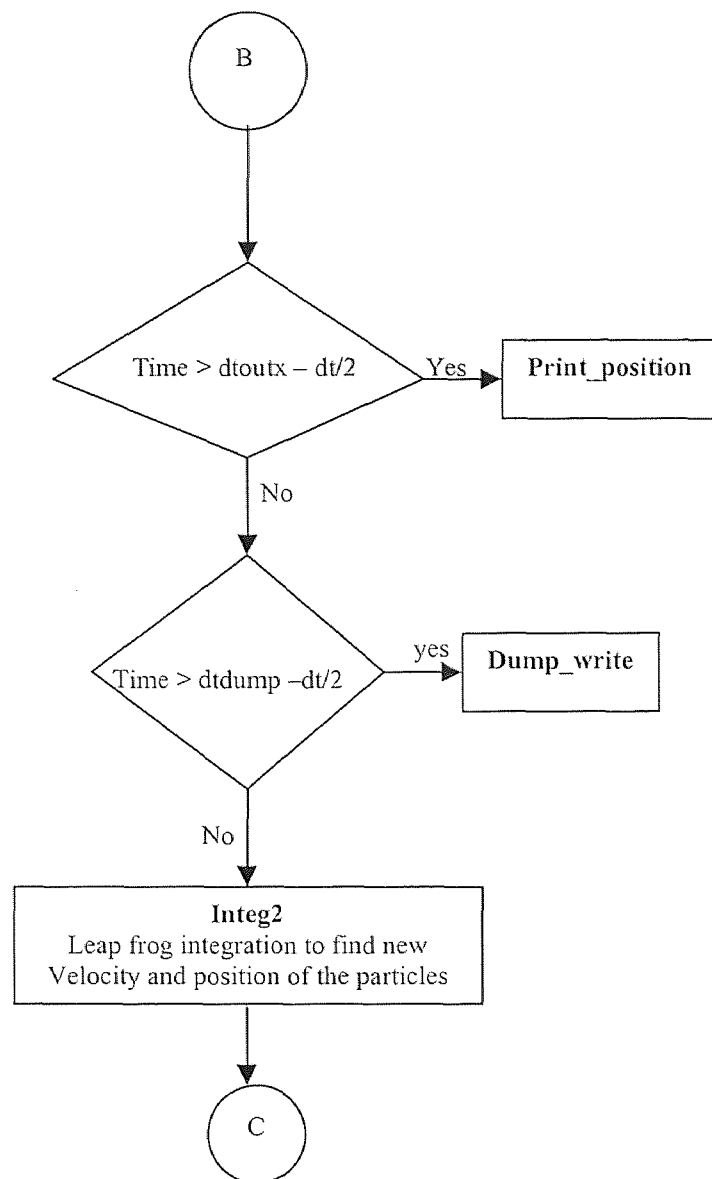 B
Time > dtoutx – dt/2
Yes
Print_position
No
Time > dtdump –dt/2
yes
Dump_write
No
Integ2
Leap frog integration to find new
Velocity and position of the particles
C